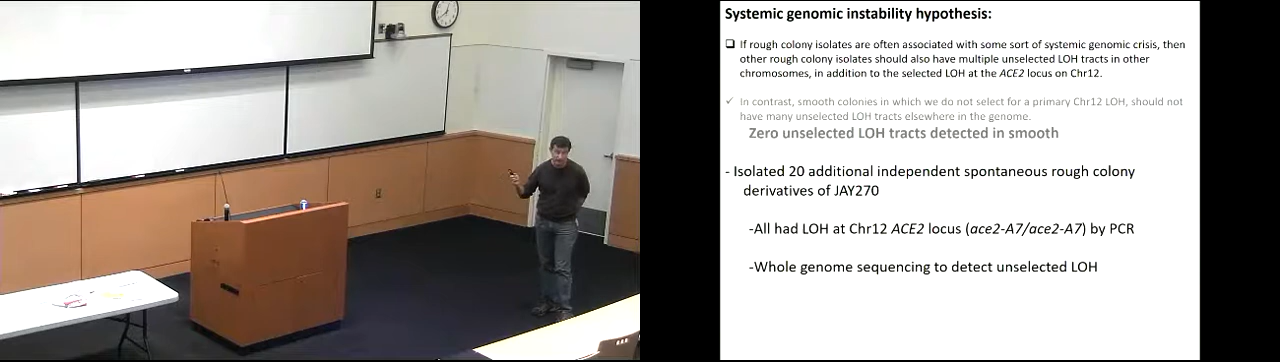 Systemic genomic instability hypothesis:
❑ If rough colony isolates are often associated with some sort of systemic genomic crisis, then
other rough colony isolates should also have multiple unselected LOH tracts in other
chromosomes, in addition to the selected LOH at the ACE2 locus on Chr12.
✓ In contrast, smooth colonies in which we do not select for a primary Chr12 LOH, should not
have many unselected LOH tracts elsewhere in the genome.
Zero unselected LOH tracts detected in smooth
- Isolated 20 additional independent spontaneous rough colony
derivatives of JAY270
-All had LOH at Chr12 ACE2 locus (ace2-A7/ace2-A7) by PCR
-Whole genome sequencing to detect unselected LOH